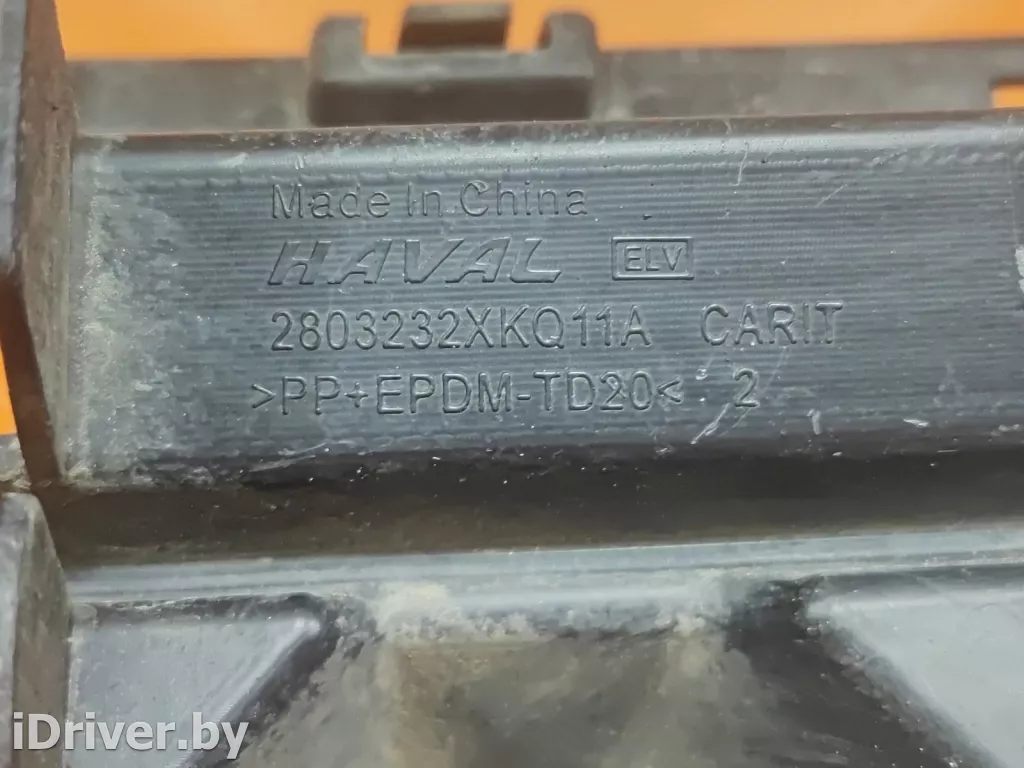 Made In China
HAVAL ELV
2803232XKQ11A CARIT
>PP+EPDM-TD20< 2
iDriver.by